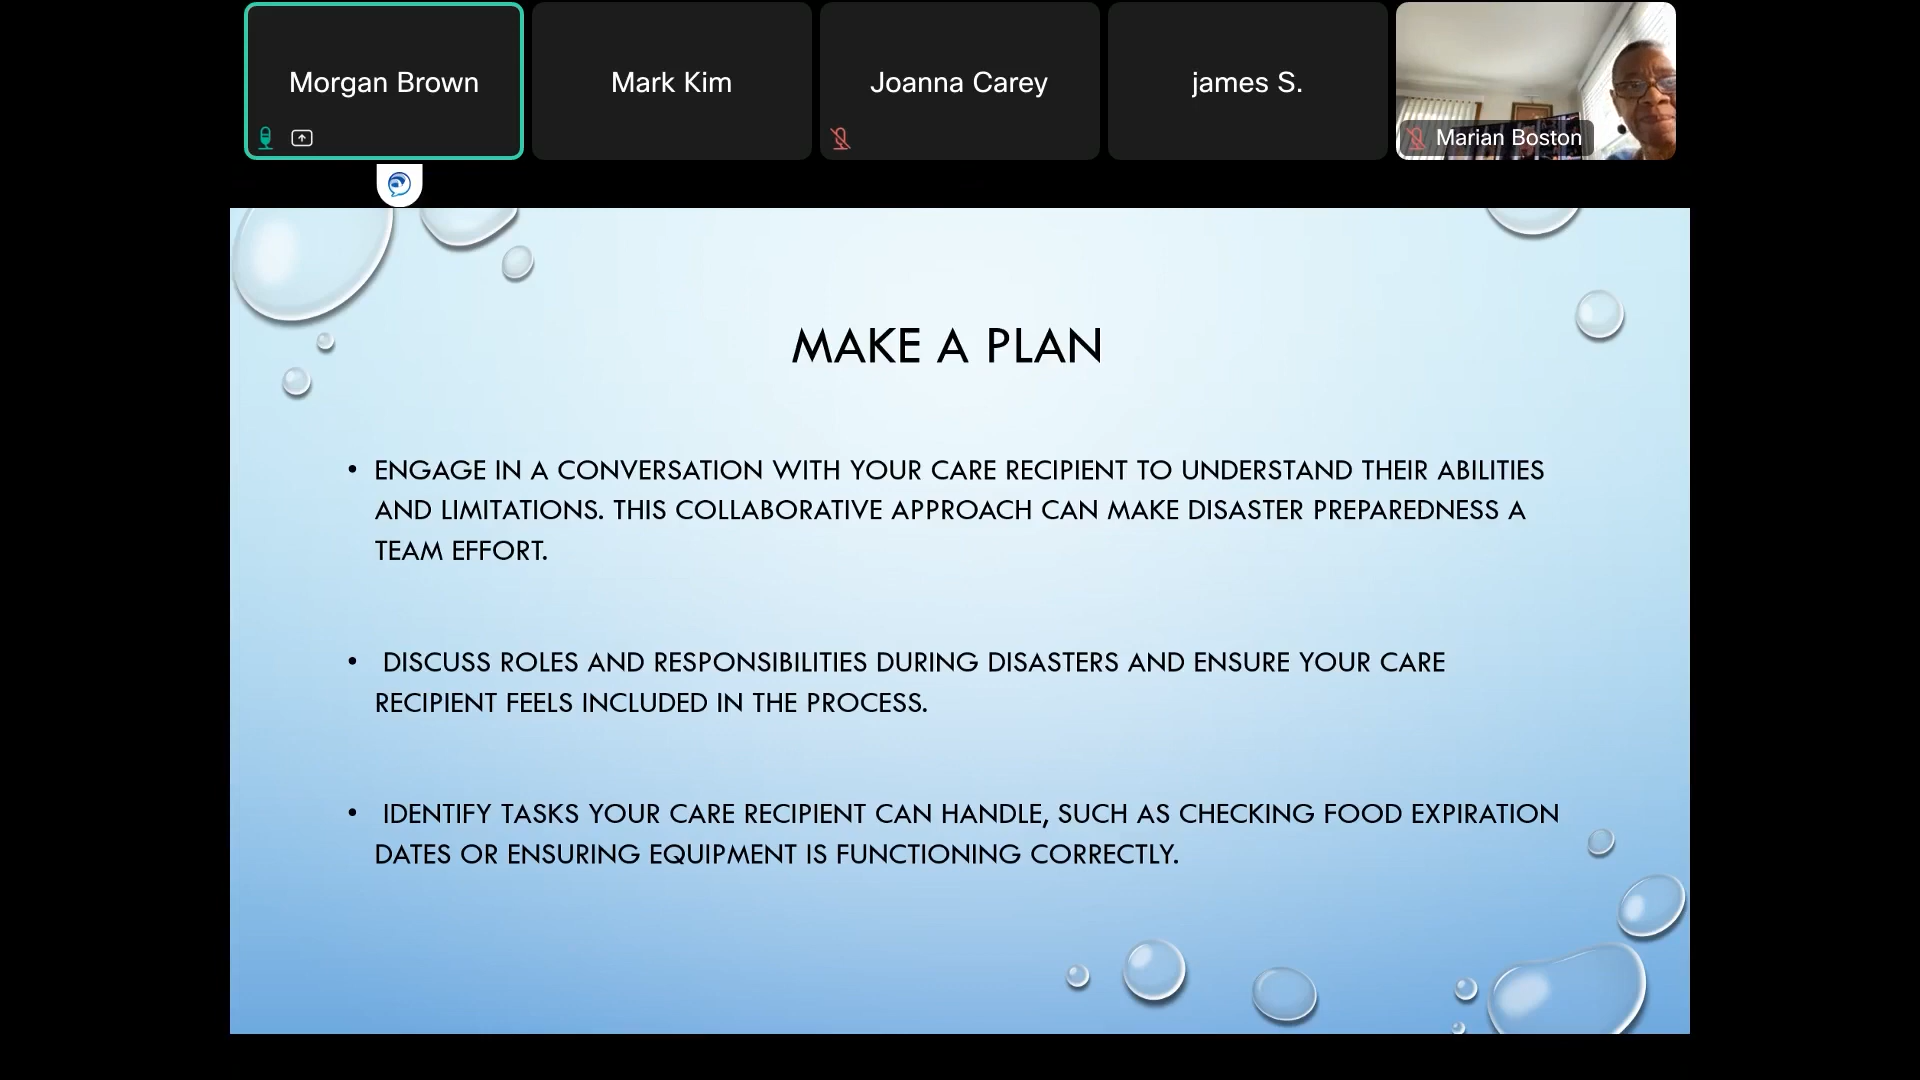 Morgan Brown
Mark Kim
Joanna Carey
james S.
Marian Boston
MAKE A PLAN
• ENGAGE IN A CONVERSATION WITH YOUR CARE RECIPIENT TO UNDERSTAND THEIR ABILITIES
AND LIMITATIONS. THIS COLLABORATIVE APPROACH CAN MAKE DISASTER PREPAREDNESS A
TEAM EFFORT.
• DISCUSS ROLES AND RESPONSIBILITIES DURING DISASTERS AND ENSURE YOUR CARE
RECIPIENT FEELS INCLUDED IN THE PROCESS.
• IDENTIFY TASKS YOUR CARE RECIPIENT CAN HANDLE, SUCH AS CHECKING FOOD EXPIRATION
DATES OR ENSURING EQUIPMENT IS FUNCTIONING CORRECTLY.